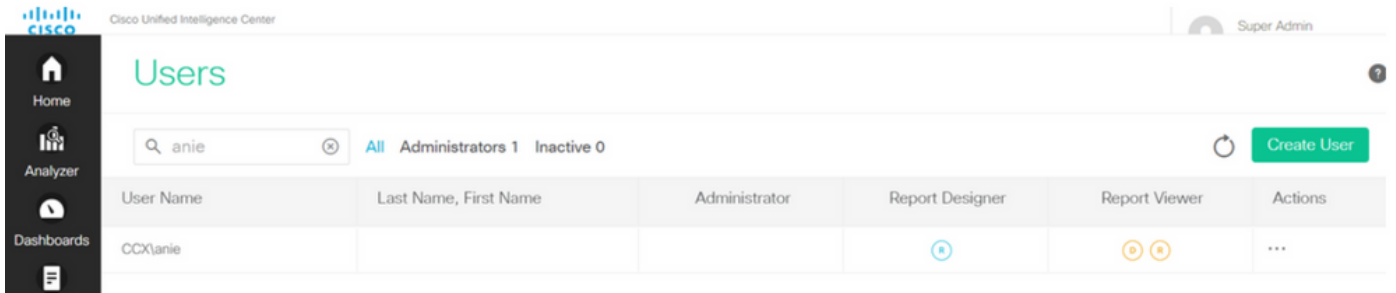 CISCO
Cisco Unified Intelligence Center
Super Admin
Home
Analyzer
Dashboards
Users
?
anie
All Administrators 1 Inactive 0
Create User
User Name Last Name, First Name Administrator Report Designer Report Viewer Actions
CCX\anie R D R ...